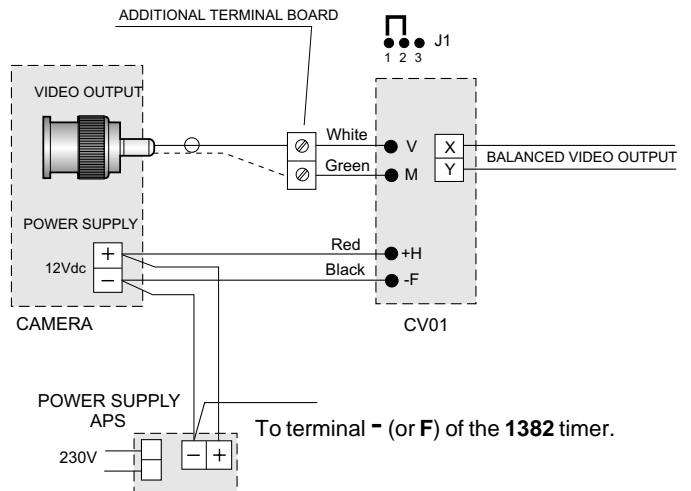 ADDITIONAL TERMINAL BOARD
J1
1 2 3
VIDEO OUTPUT
White
V
X
BALANCED VIDEO OUTPUT
Green
M
Y
POWER SUPPLY
12Vdc
+
Red
+H
−
Black
-F
CAMERA
CV01
POWER SUPPLY
APS
To terminal - (or F) of the 1382 timer.
230V
− +